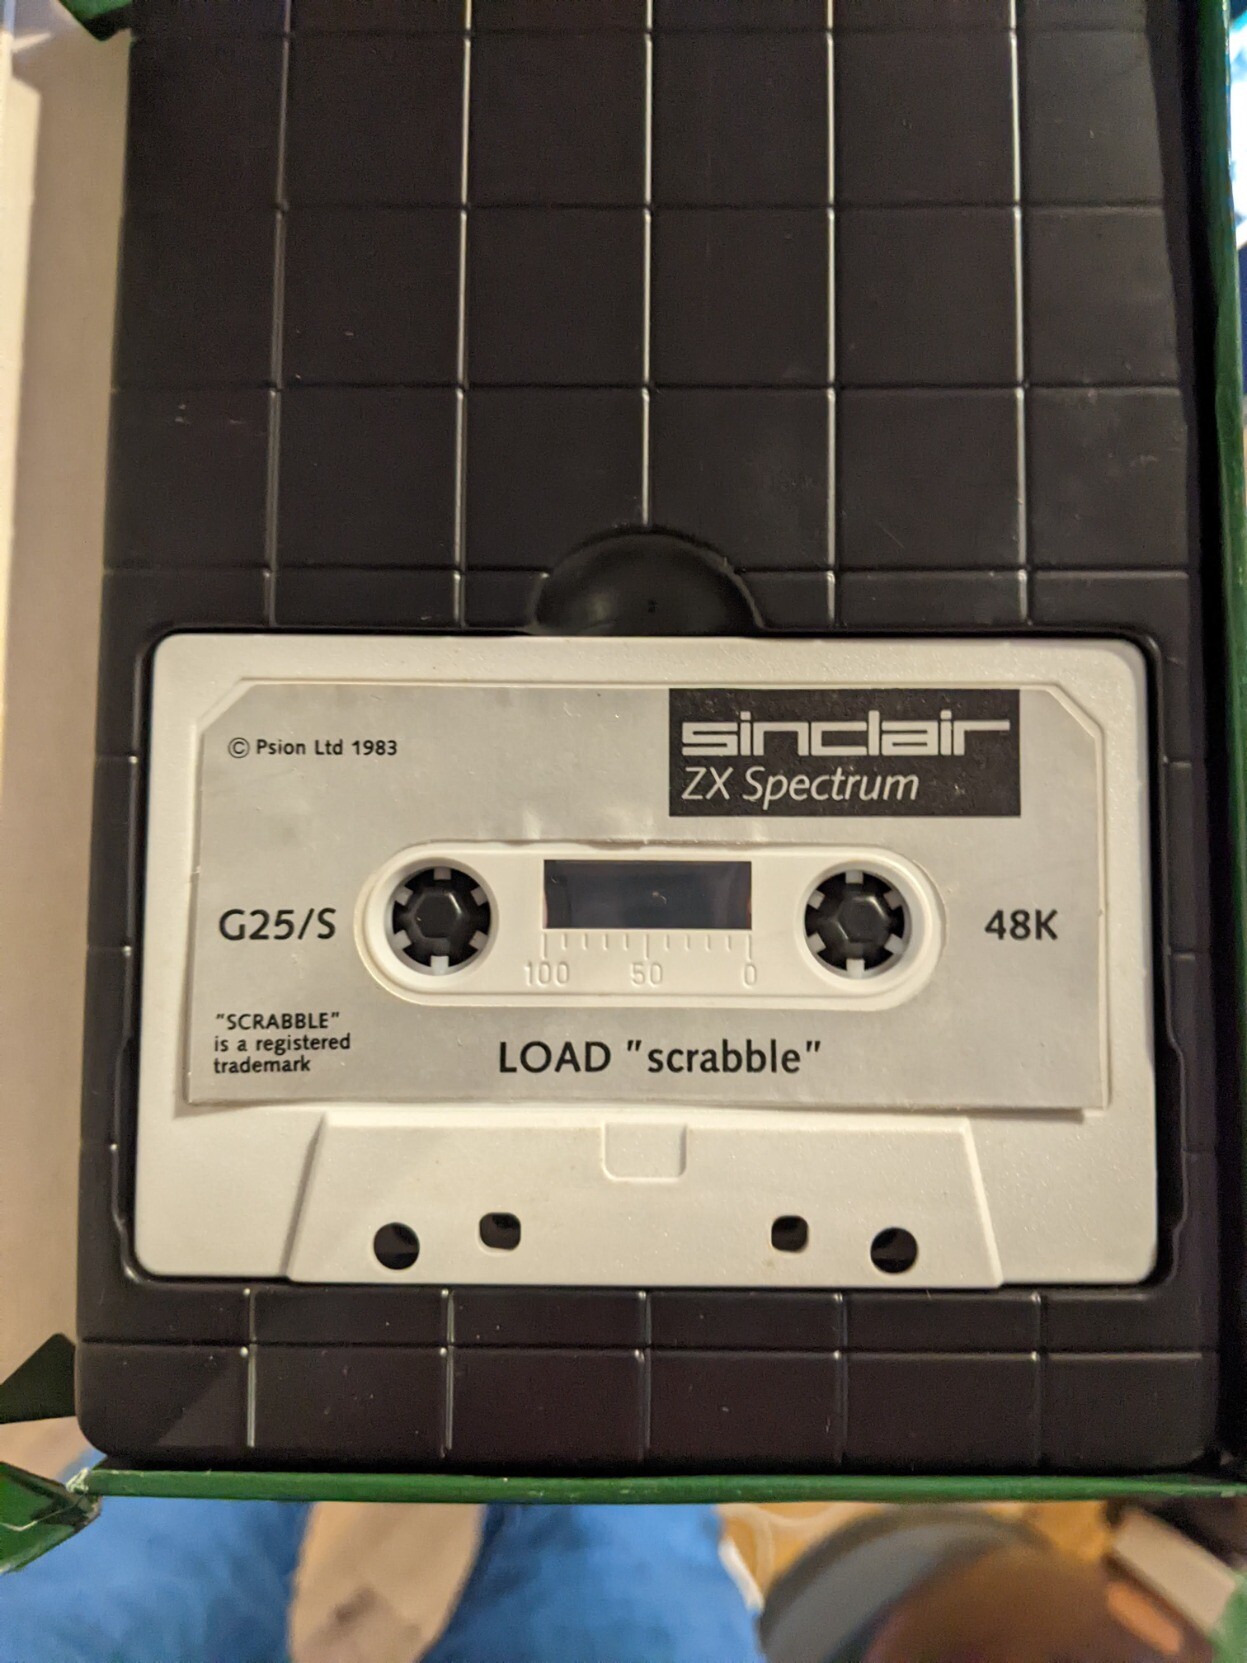 © Psion Ltd 1983
sinclair
ZX Spectrum
G25/S
48K
100 50 0
"SCRABBLE"
is a registered
trademark
LOAD "scrabble"